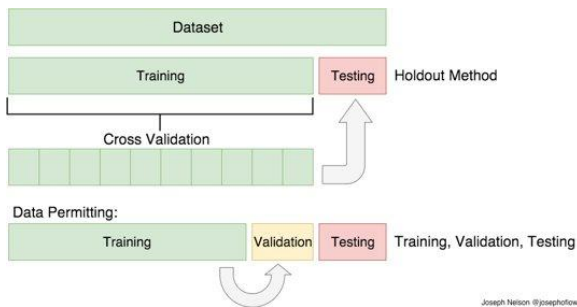 Dataset
Training Testing Holdout Method
Cross Validation
Data Permitting:
Training Validation Testing Training, Validation, Testing
Joseph Nelson @josephofiow